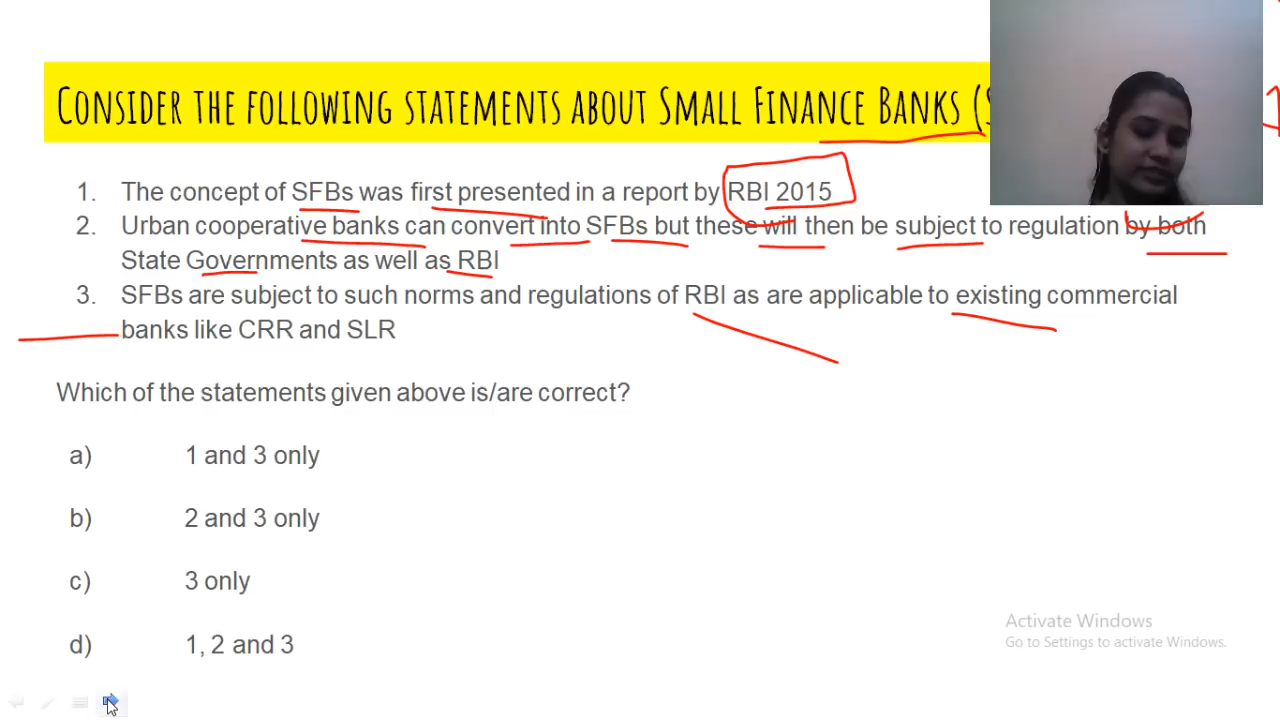 CONSIDER THE FOLLOWING STATEMENTS ABOUT SMALL FINANCE BANKS (
1. The concept of SFBs was first presented in a report by RBI 2015
2. Urban cooperative banks can convert into SFBs but these will then be subject to regulation by both
State Governments as well as RBI
3. SFBs are subject to such norms and regulations of RBI as are applicable to existing commercial
banks like CRR and SLR
Which of the statements given above is/are correct?
a) 1 and 3 only
b) 2 and 3 only
c) 3 only
d) 1, 2 and 3
Activate Windows
Go to Settings to activate Windows.